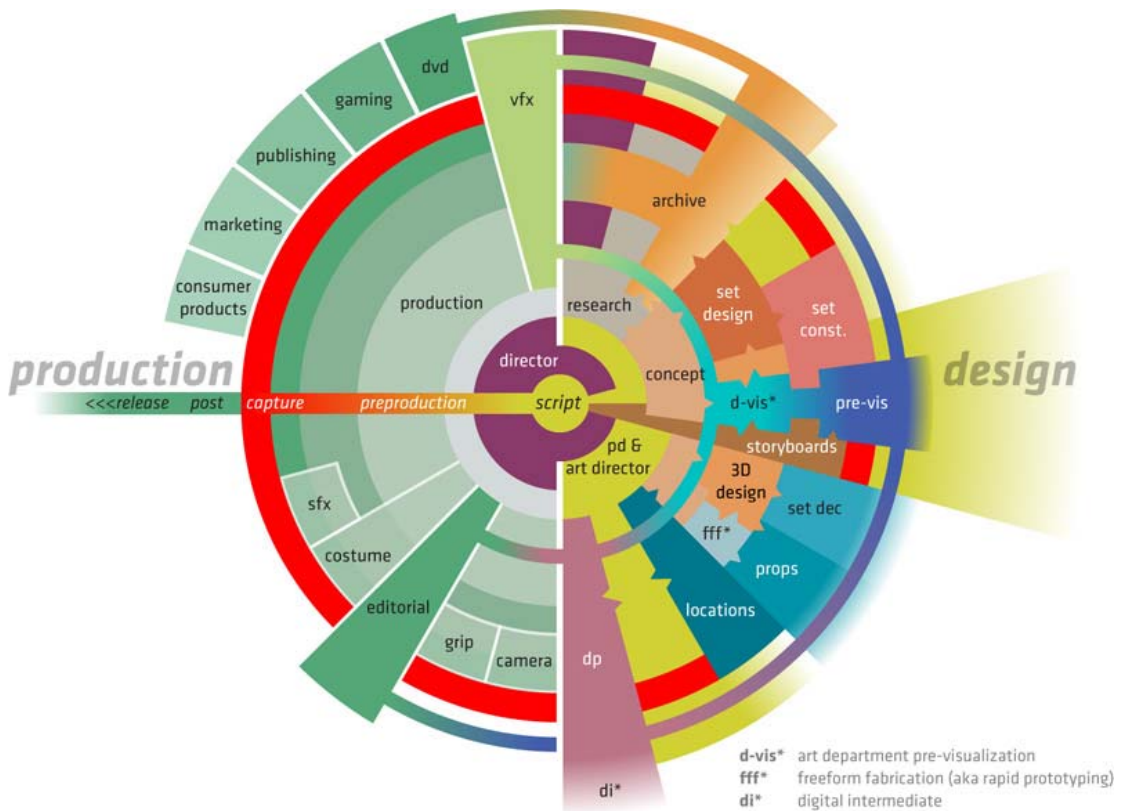 dvd
vfx
gaming
publishing
archive
marketing
consumer
products
production
research
set
design
set
const.
director
concept
production
design
<<<release post capture preproduction script
d-vis*
pre-vis
storyboards
pd &
art director
3D
design
set dec
sfx
fff*
costume
props
editorial
locations
grip
camera
dp
di*
d-vis* art department pre-visualization
fff* freeform fabrication (aka rapid prototyping)
di* digital intermediate